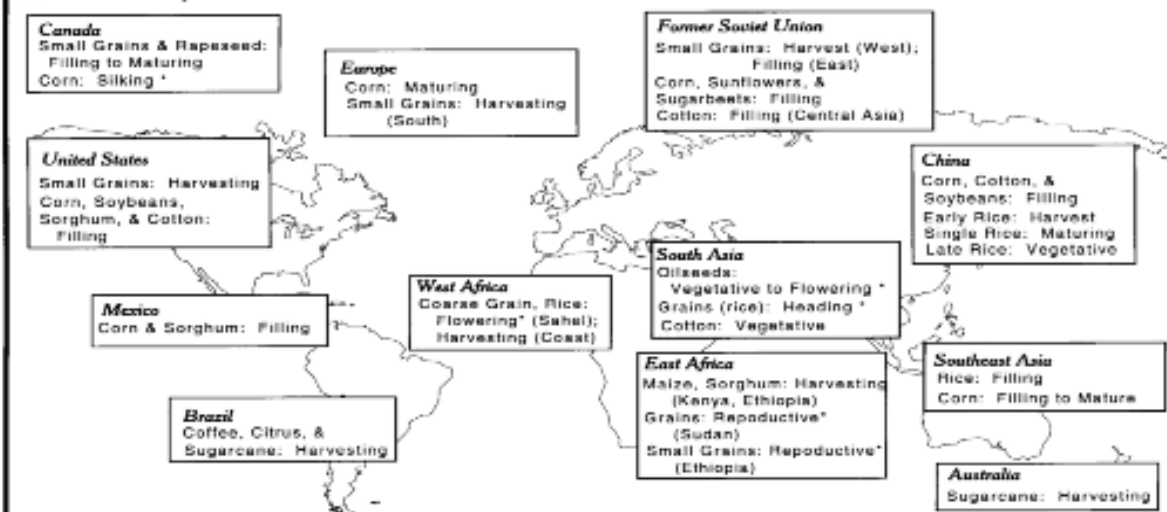 Canada
Small Grains & Rapeseed:
Filling to Maturing
Corn: Silking *
Europe
Corn: Maturing
Small Grains: Harvesting
(South)
Former Soviet Union
Small Grains: Harvest (West);
Filling (East)
Corn, Sunflowers, &
Sugarbeets: Filling
Cotton: Filling (Central Asia)
United States
Small Grains: Harvesting
Corn, Soybeans,
Sorghum, & Cotton:
Filling
China
Corn, Cotton, &
Soybeans: Filling
Early Rice: Harvest
Single Rice: Maturing
Late Rice: Vegetative
South Asia
Oilseeds:
Vegetative to Flowering *
Grains (rice): Heading *
Cotton: Vegetative
West Africa
Coarse Grain, Rice:
Flowering* (Sahel);
Harvesting (Coast)
Mexico
Corn & Sorghum: Filling
East Africa
Maize, Sorghum: Harvesting
(Kenya, Ethiopia)
Grains: Repoductive*
(Sudan)
Small Grains: Repoductive*
(Ethiopia)
Southeast Asia
Rice: Filling
Corn: Filling to Mature
Brazil
Coffee, Citrus, &
Sugarcane: Harvesting
Australia
Sugarcane: Harvesting